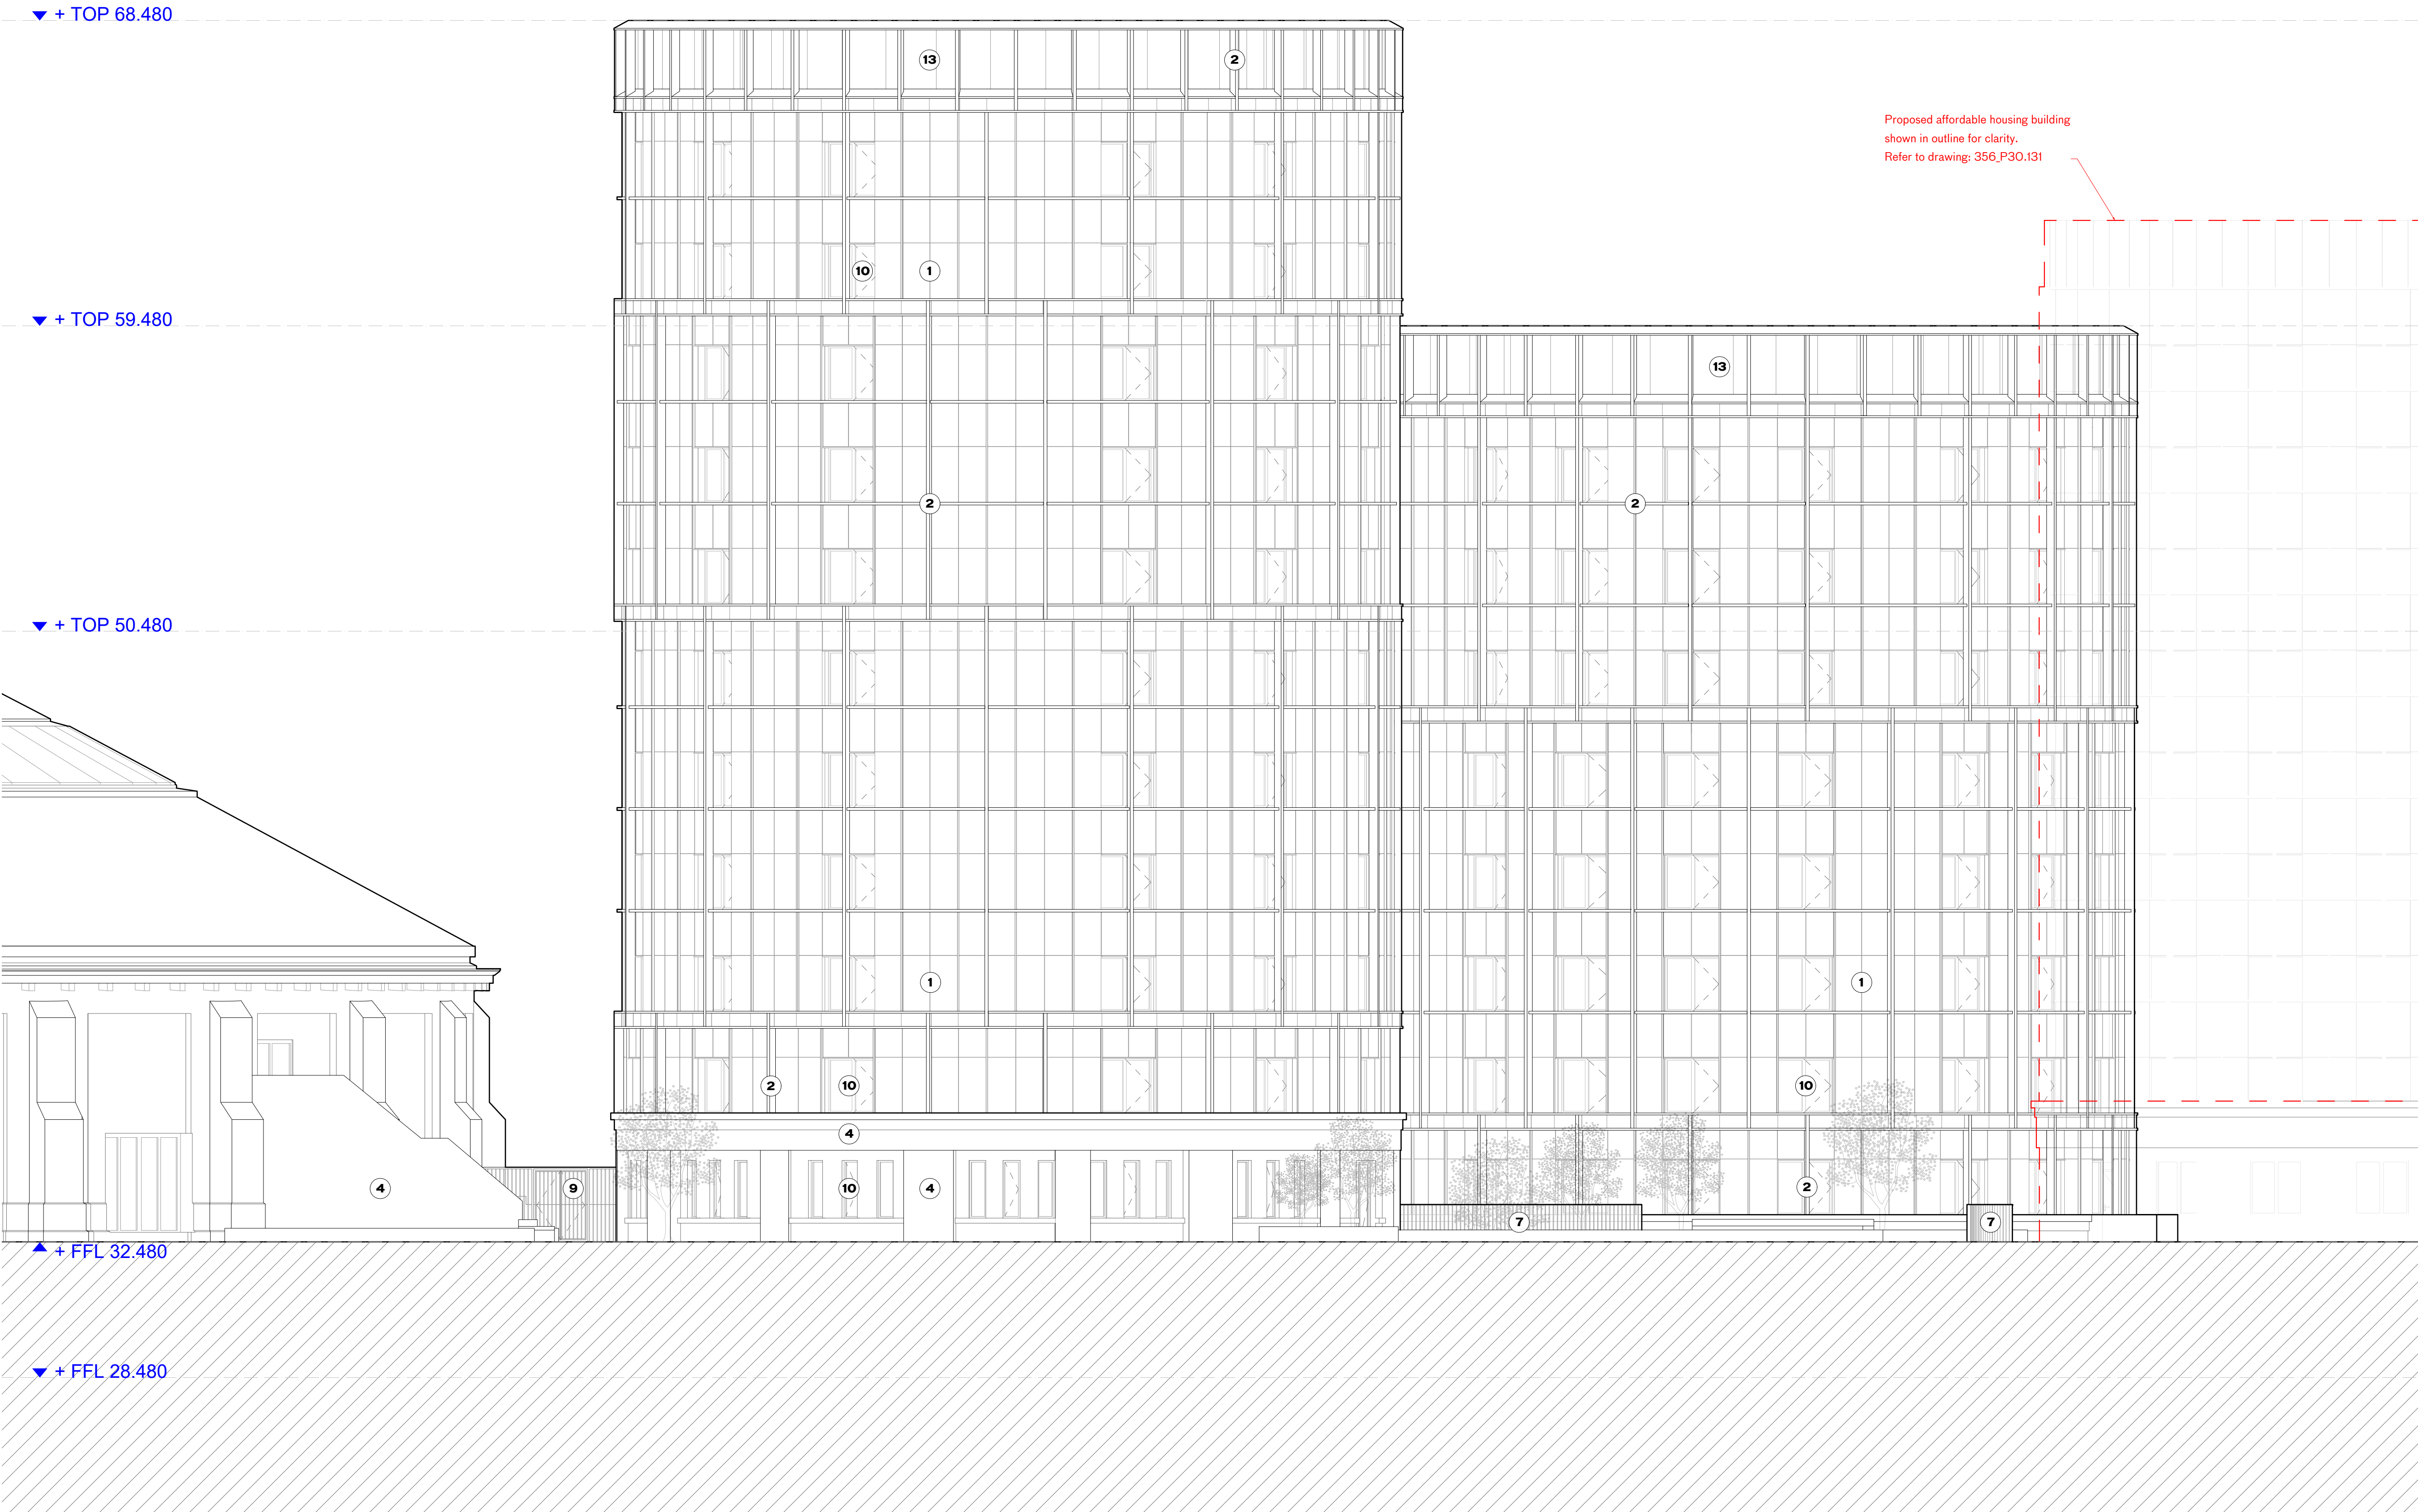 + TOP 68.480
13
2
Proposed affordable housing building
shown in outline for clarity.
Refer to drawing: 356_P30.131
10
1
+ TOP 59.480
13
2
2
+ TOP 50.480
1
1
2
10
10
4
4
9
10
4
2
7
7
+ FFL 32.480
+ FFL 28.480